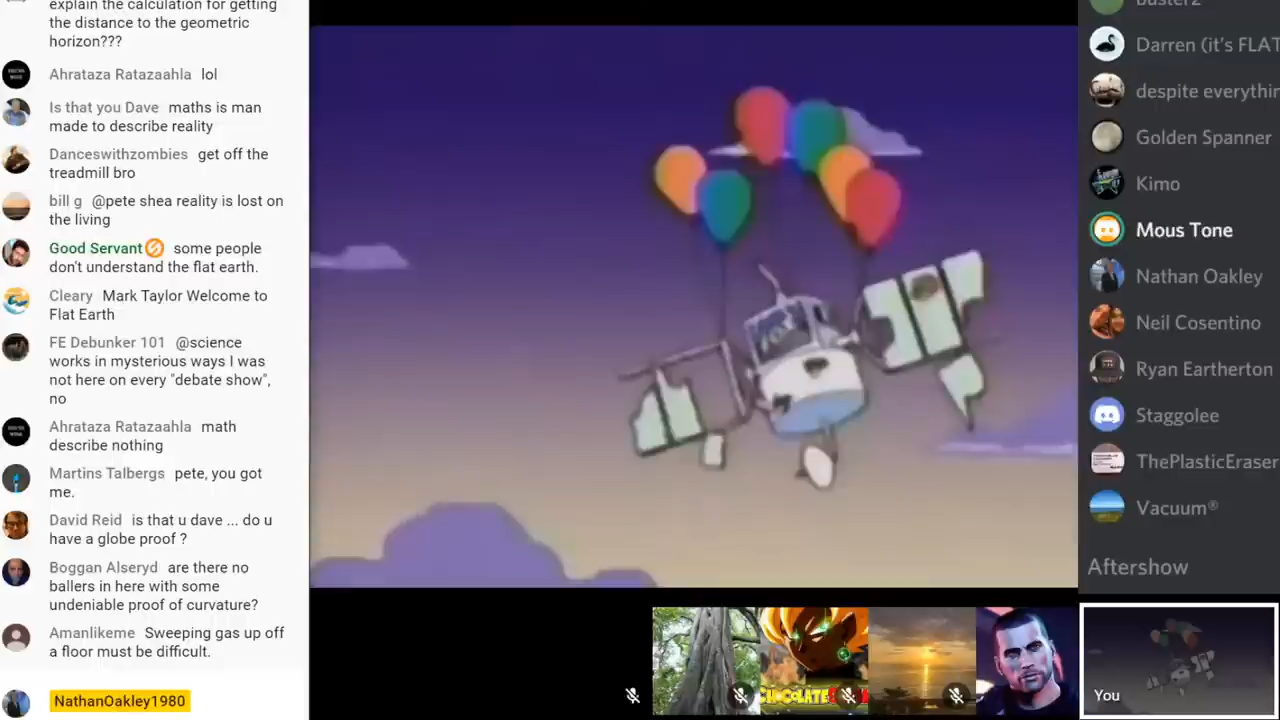 explain the calculation for getting
the distance to the geometric
horizon???
Ahrataza Ratazaahla lol
Is that you Dave maths is man
made to describe reality
Danceswithzombies get off the
treadmill bro
bill g @pete shea reality is lost on
the living
Good Servant some people
don't understand the flat earth.
Cleary Mark Taylor Welcome to
Flat Earth
FE Debunker 101 @science
works in mysterious ways I was
not here on every "debate show",
no
Ahrataza Ratazaahla math
describe nothing
Martins Talbergs pete, you got
me.
David Reid is that u dave ... do u
have a globe proof ?
Boggan Alseryd are there no
ballers in here with some
undeniable proof of curvature?
Amanlikeme Sweeping gas up off
a floor must be difficult.
NathanOakley1980
Buster2
Darren (it's FLAT
despite everythin
Golden Spanner
Kimo
Mous Tone
Nathan Oakley
Neil Cosentino
Ryan Eartherton
Staggolee
ThePlasticEraser
Vacuum®
Aftershow
You